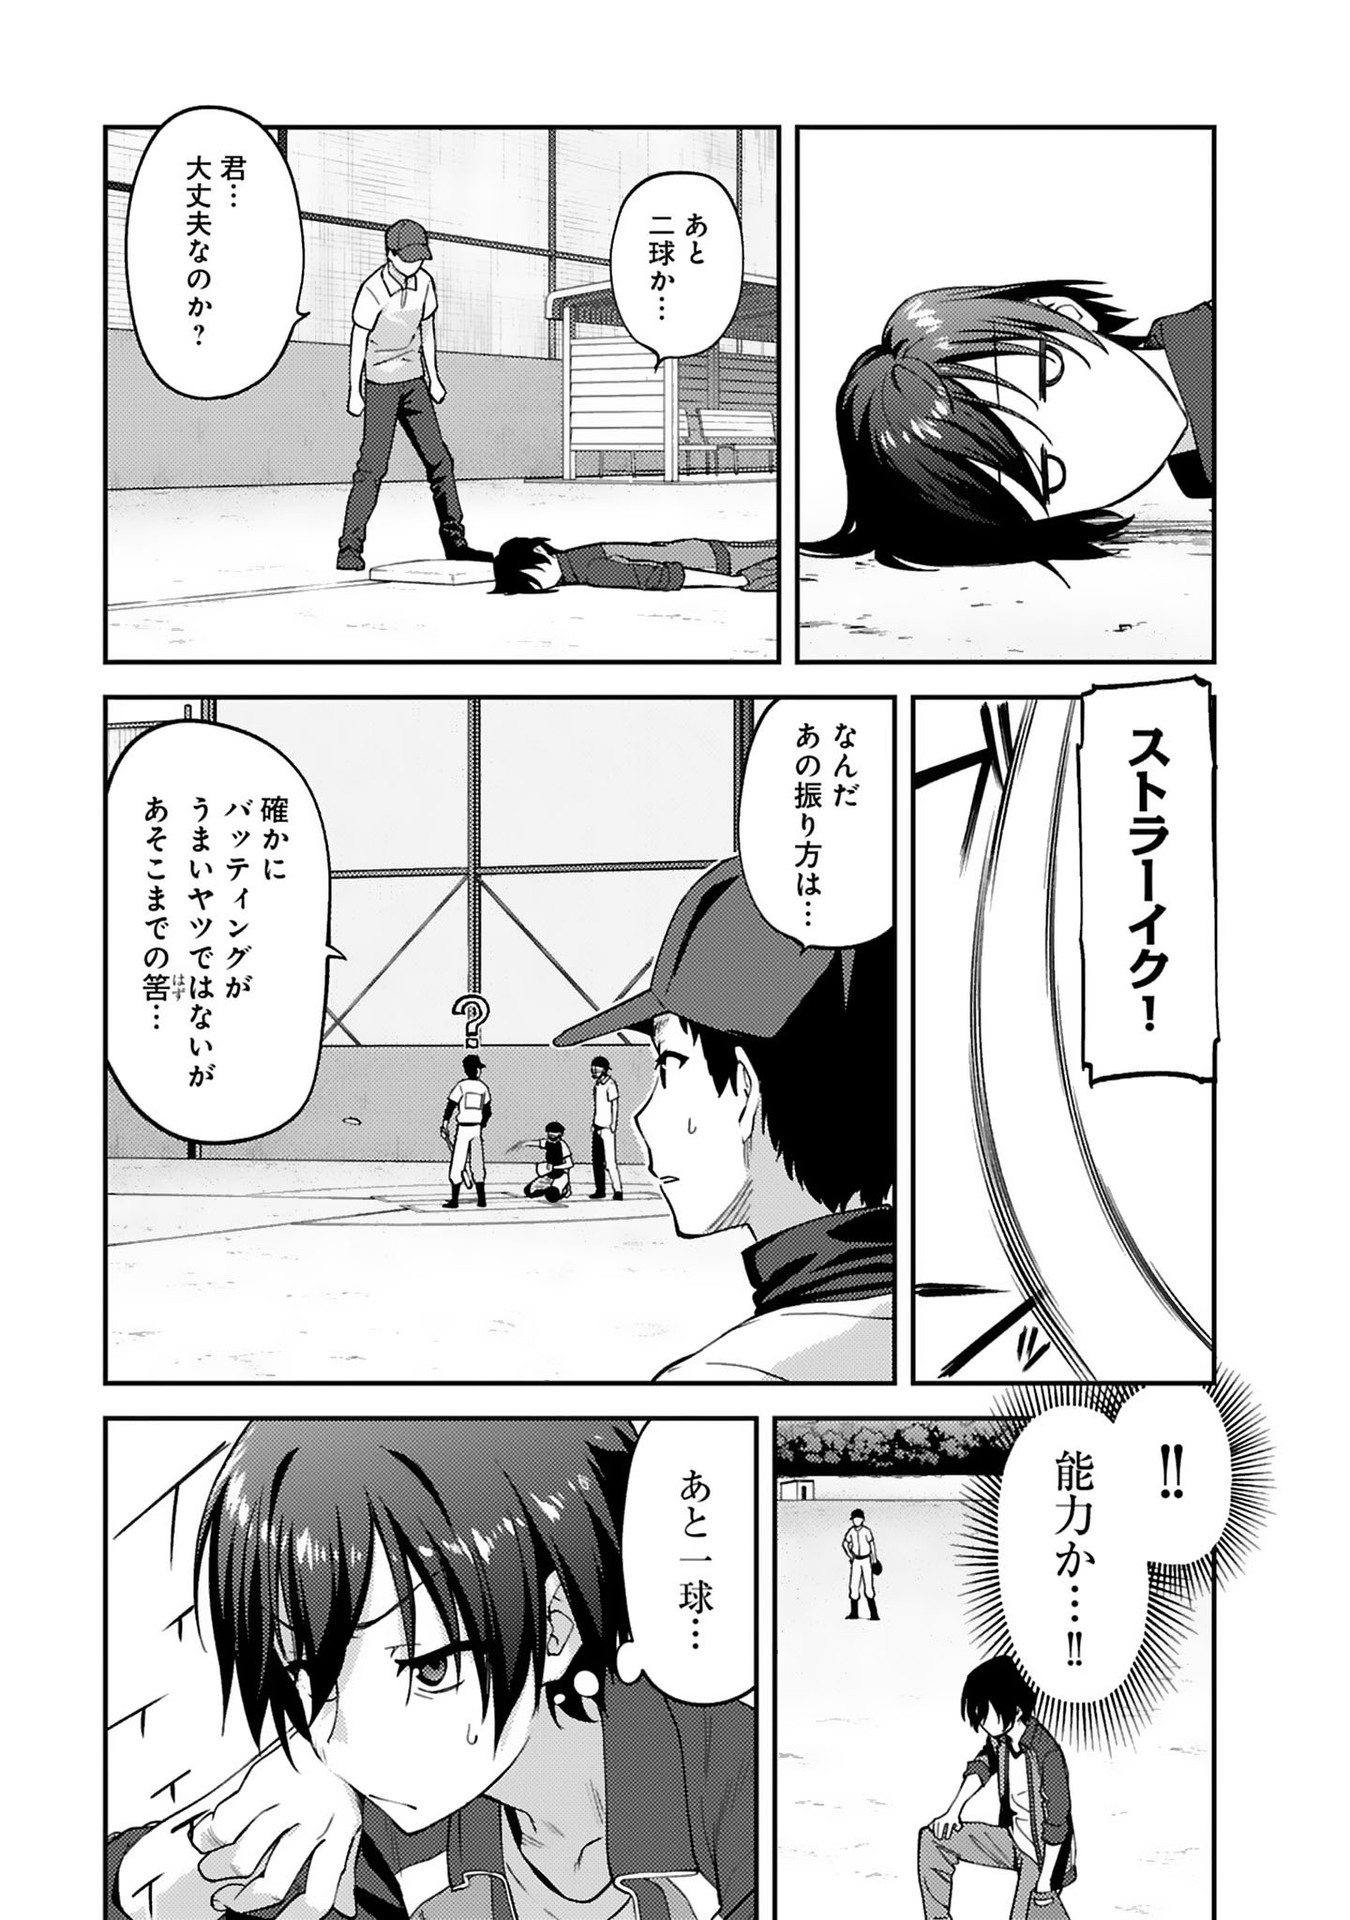 あと
二球か…
君…
大丈夫なのか?
ストラーイク!
なんだ
あの振り方は…
確かに
バッティングが
うまいヤツではないが
あそこまでの筈…
はず
?
!!
能力か…!!
あと一球…